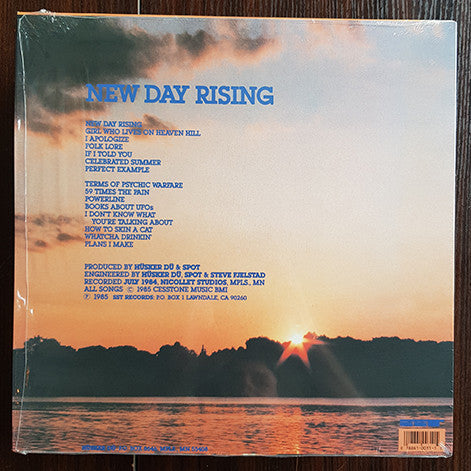 NEW DAY RISING
NEW DAY RISING
GIRL WHO LIVES ON HEAVEN HILL
I APOLOGIZE
FOLK LORE
IF I TOLD YOU
CELEBRATED SUMMER
PERFECT EXAMPLE
TERMS OF PSYCHIC WARFARE
59 TIMES THE PAIN
POWERLINE
BOOKS ABOUT UFOs
I DON'T KNOW WHAT
YOU'RE TALKING ABOUT
HOW TO SKIN A CAT
WHATCHA DRINKIN'
PLANS I MAKE
PRODUCED BY HÜSKER DÜ & SPOT
ENGINEERED BY HÜSKER DÜ, SPOT & STEVE FJELSTAD
RECORDED JULY 1984, NICOLLET STUDIOS, MPLS., MN
ALL SONGS © 1985 CESSTONE MUSIC BMI
℗ 1985 SST RECORDS: P.O. BOX 1 LAWNDALE, CA 90260